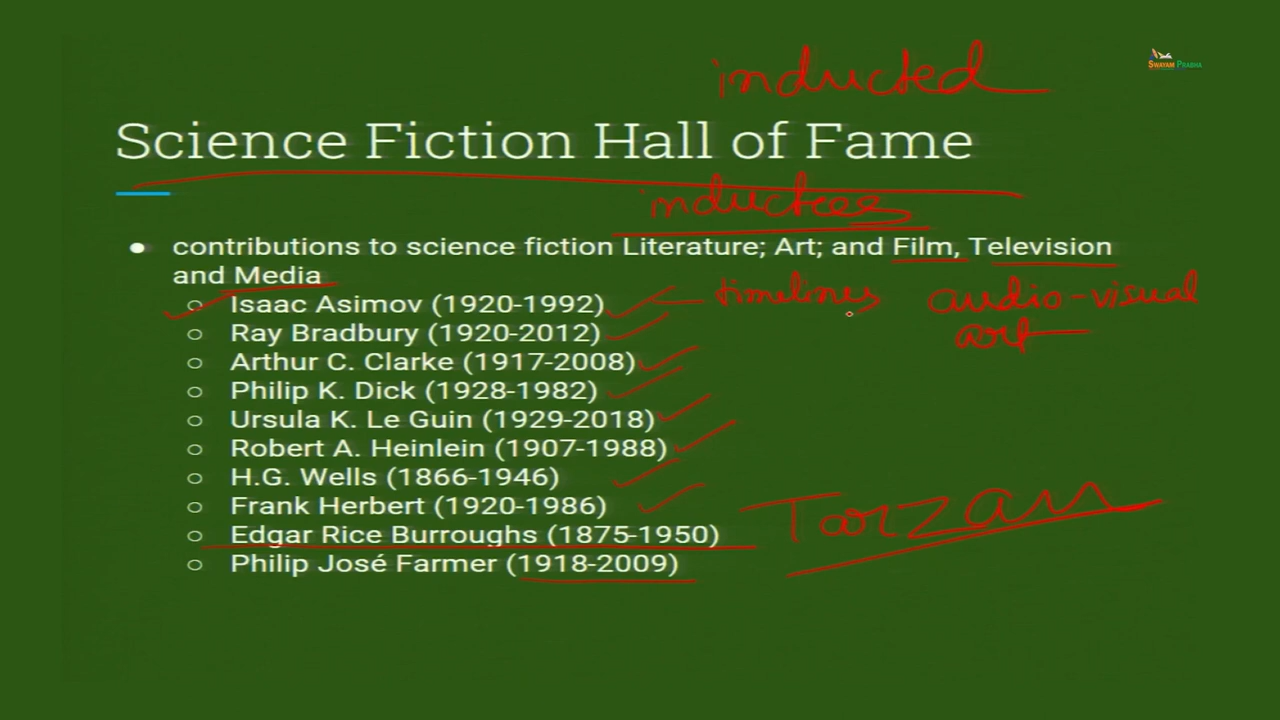 inducted
SWAYAM PRABHA
Science Fiction Hall of Fame
inductees
● contributions to science fiction Literature; Art; and Film, Television
and Media
○ Isaac Asimov (1920-1992)
timelines
audio-visual
art
○ Ray Bradbury (1920-2012)
○ Arthur C. Clarke (1917-2008)
○ Philip K. Dick (1928-1982)
○ Ursula K. Le Guin (1929-2018)
○ Robert A. Heinlein (1907-1988)
○ H.G. Wells (1866-1946)
○ Frank Herbert (1920-1986)
Tarzan
○ Edgar Rice Burroughs (1875-1950)
○ Philip José Farmer (1918-2009)